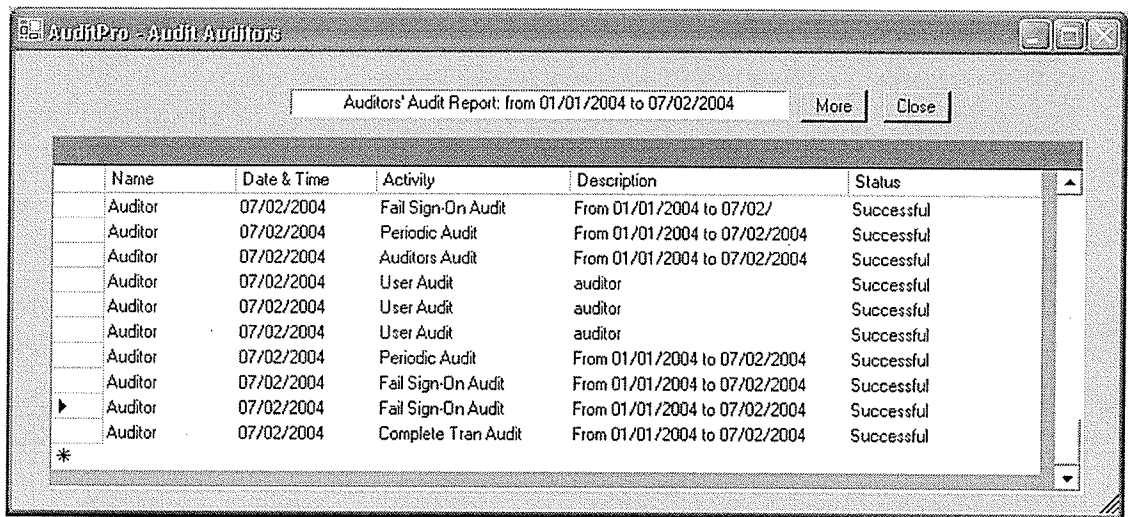 AuditPro - Audit Auditors
Auditors' Audit Report: from 01/01/2004 to 07/02/2004 More Close
Name Date & Time Activity Description Status
Auditor 07/02/2004 Fail Sign-On Audit From 01/01/2004 to 07/02/ Successful
Auditor 07/02/2004 Periodic Audit From 01/01/2004 to 07/02/2004 Successful
Auditor 07/02/2004 Auditors Audit From 01/01/2004 to 07/02/2004 Successful
Auditor 07/02/2004 User Audit auditor Successful
Auditor 07/02/2004 User Audit auditor Successful
Auditor 07/02/2004 User Audit auditor Successful
Auditor 07/02/2004 Periodic Audit From 01/01/2004 to 07/02/2004 Successful
Auditor 07/02/2004 Fail Sign-On Audit From 01/01/2004 to 07/02/2004 Successful
Auditor 07/02/2004 Fail Sign-On Audit From 01/01/2004 to 07/02/2004 Successful
Auditor 07/02/2004 Complete Tran Audit From 01/01/2004 to 07/02/2004 Successful
*